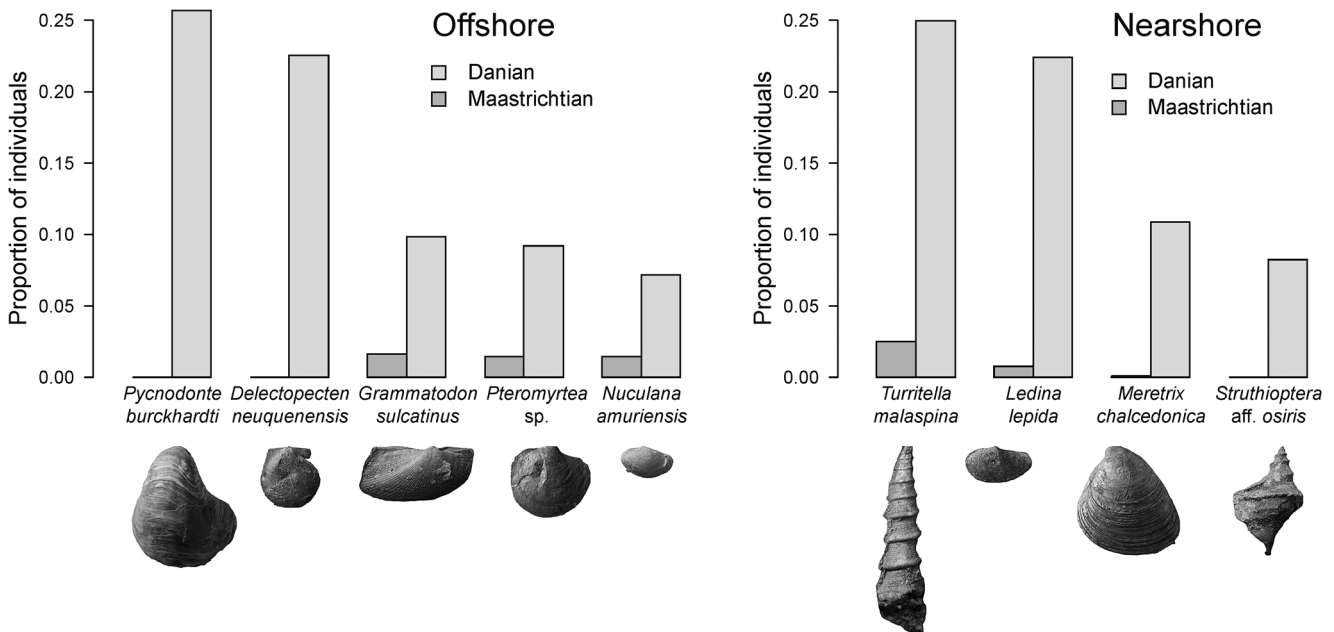 Offshore
Danian
Maastrichtian
Proportion of individuals
0.25
0.20
0.15
0.10
0.05
0.00
Pycnodonte
burckhardti
Delectopecten
neuquenensis
Grammatodon
sulcatinus
Pteromyrtea
sp.
Nuculana
amuriensis
Nearshore
Danian
Maastrichtian
Proportion of individuals
0.25
0.20
0.15
0.10
0.05
0.00
Turritella
malaspina
Ledina
lepida
Meretrix
chalcedonica
Struthioptera
aff. osiris